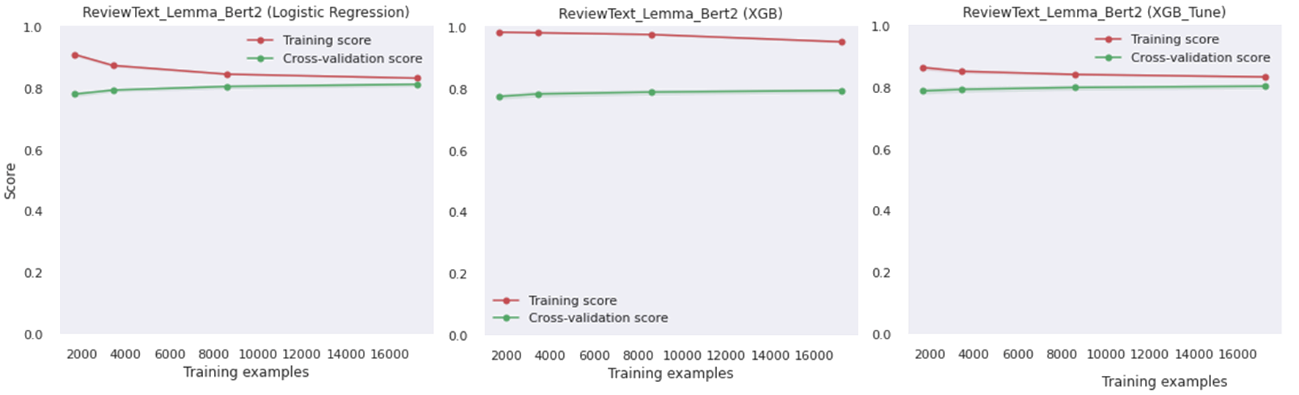 ReviewText_Lemma_Bert2 (Logistic Regression)
1.0
Training score
Cross-validation score
0.8
0.6
Score
0.4
0.2
0.0
2000 4000 6000 8000 10000 12000 14000 16000
Training examples
ReviewText_Lemma_Bert2 (XGB)
1.0
0.8
0.6
0.4
0.2
Training score
Cross-validation score
0.0
2000 4000 6000 8000 10000 12000 14000 16000
Training examples
ReviewText_Lemma_Bert2 (XGB_Tune)
1.0
Training score
Cross-validation score
0.8
0.6
0.4
0.2
0.0
2000 4000 6000 8000 10000 12000 14000 16000
Training examples